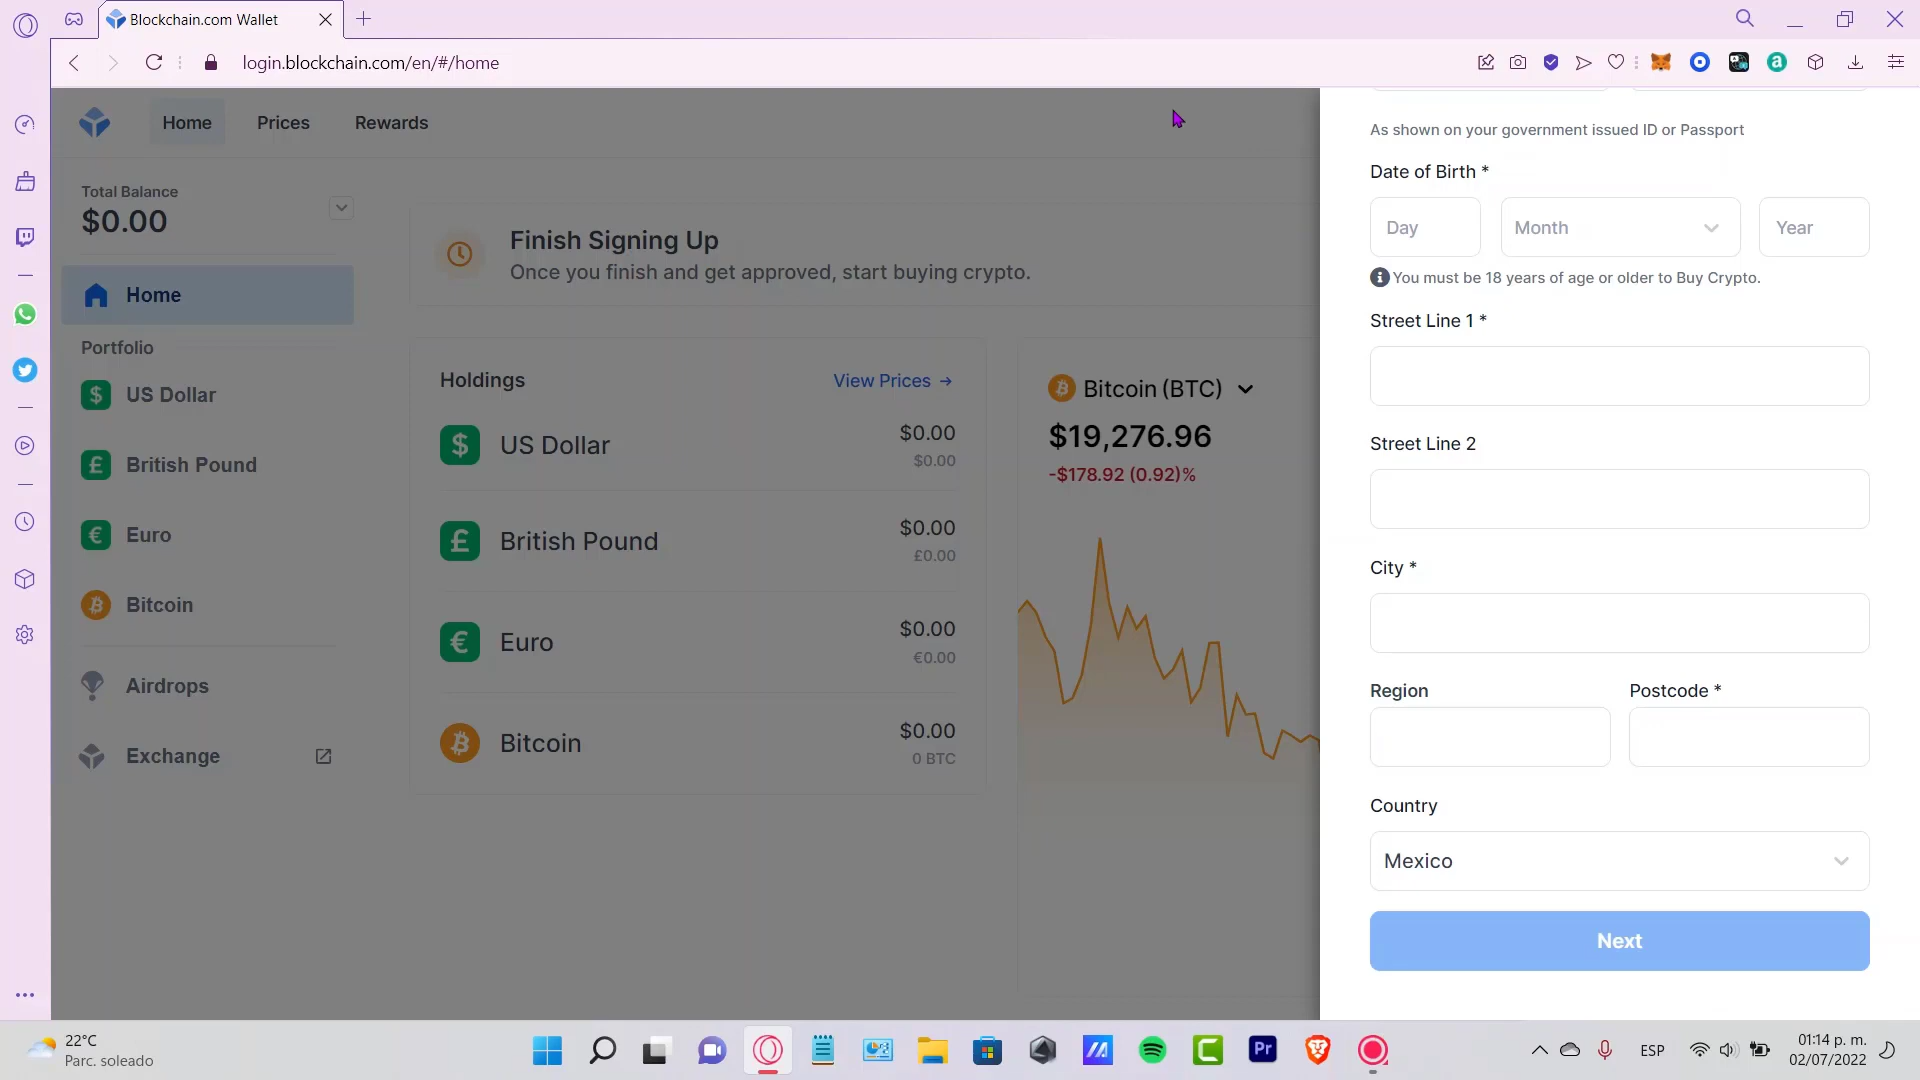 Blockchain.com Wallet
login.blockchain.com/en/#/home
Home
Prices
Rewards
Total Balance
$0.00
Home
Portfolio
US Dollar
British Pound
Euro
Bitcoin
Airdrops
Exchange
Finish Signing Up
Once you finish and get approved, start buying crypto.
Holdings
View Prices →
US Dollar
$0.00
$0.00
British Pound
$0.00
£0.00
Euro
$0.00
€0.00
Bitcoin
$0.00
0 BTC
Bitcoin (BTC)
$19,276.96
-$178.92 (0.92)%
As shown on your government issued ID or Passport
Date of Birth *
Day
Month
Year
You must be 18 years of age or older to Buy Crypto.
Street Line 1 *
Street Line 2
City *
Region
Postcode *
Country
Mexico
Next
22°C
Parc. soleado
Pr
ESP
01:14 p. m.
02/07/2022